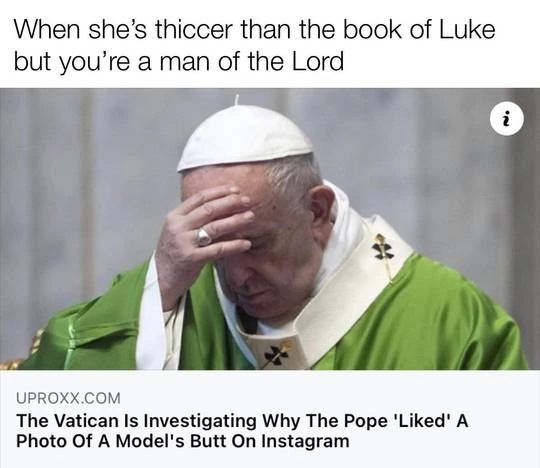 When she’s thiccer than the book of Luke
but you’re a man of the Lord
i
UPROXX.COM
The Vatican Is Investigating Why The Pope 'Liked' A
Photo Of A Model's Butt On Instagram